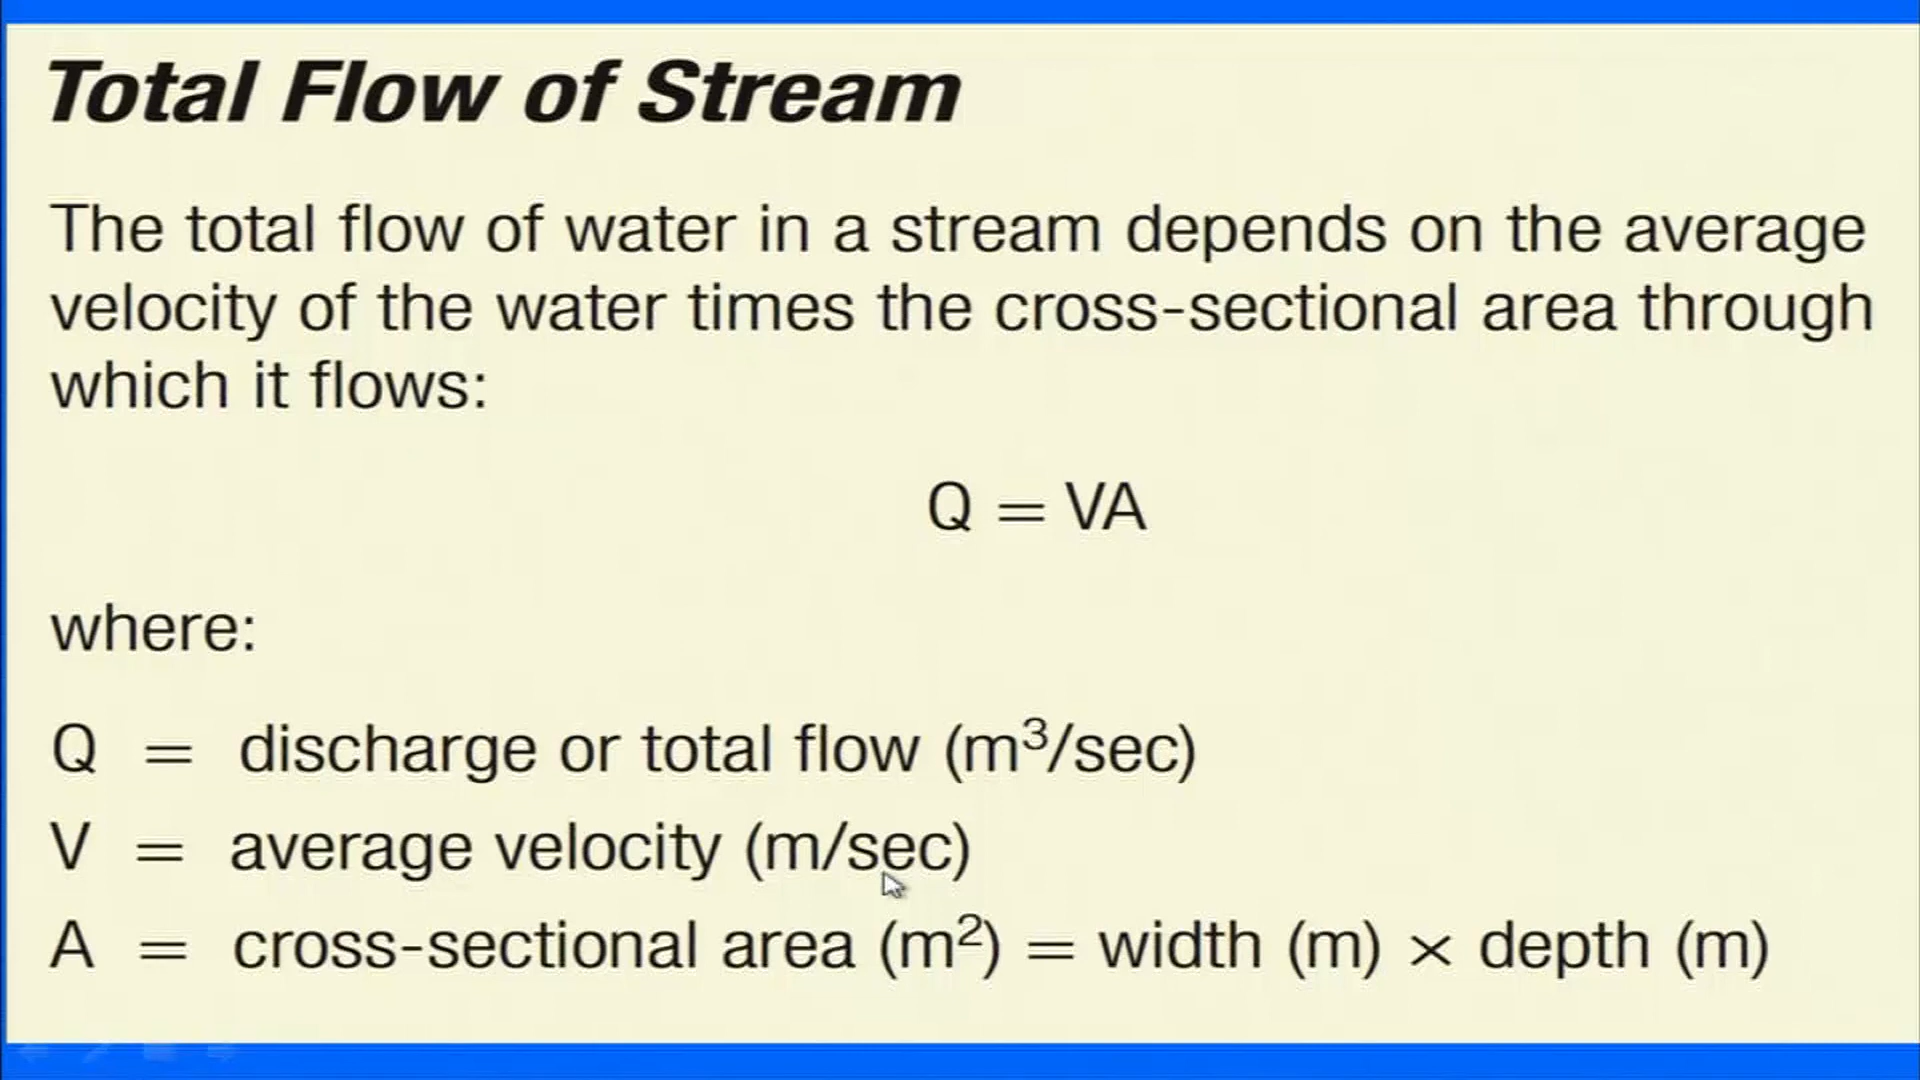 Total Flow of Stream
The total flow of water in a stream depends on the average
velocity of the water times the cross-sectional area through
which it flows:
Q = VA
where:
Q = discharge or total flow (m³/sec)
V = average velocity (m/sec)
A = cross-sectional area (m²) = width (m) × depth (m)